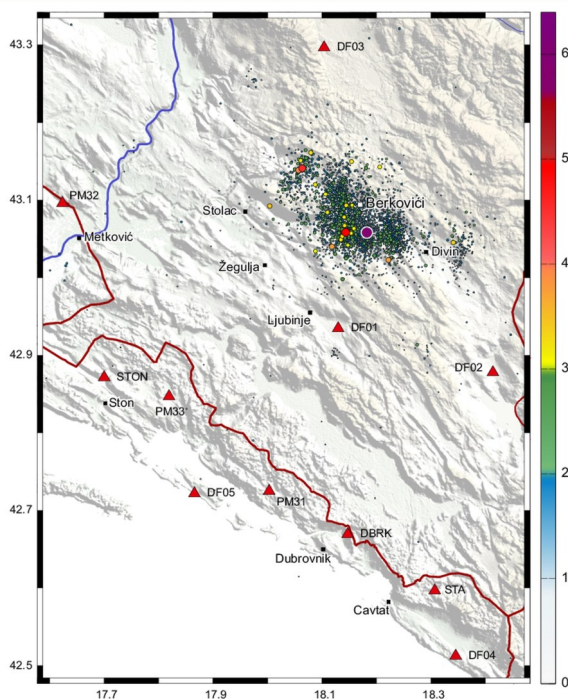 43.3
DF03
6
5
43.1
PM32
Berkovići
Stolac
Metković
Divin
Žegulja
4
Ljubinje
DF01
3
42.9
DF02
STON
Ston
PM33
2
42.7
DF05
PM31
DBRK
Dubrovnik
1
STA
Cavtat
DF04
42.5
0
17.7
17.9
18.1
18.3